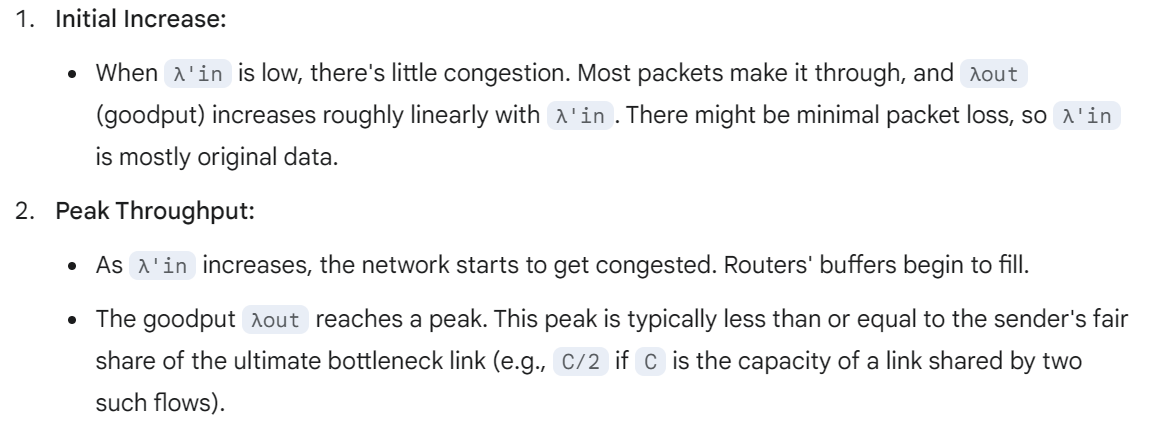 1. Initial Increase:
• When λ'in is low, there's little congestion. Most packets make it through, and λout
(goodput) increases roughly linearly with λ'in . There might be minimal packet loss, so λ'in
is mostly original data.
2. Peak Throughput:
• As λ'in increases, the network starts to get congested. Routers' buffers begin to fill.
• The goodput λout reaches a peak. This peak is typically less than or equal to the sender's fair
share of the ultimate bottleneck link (e.g., C/2 if C is the capacity of a link shared by two
such flows).